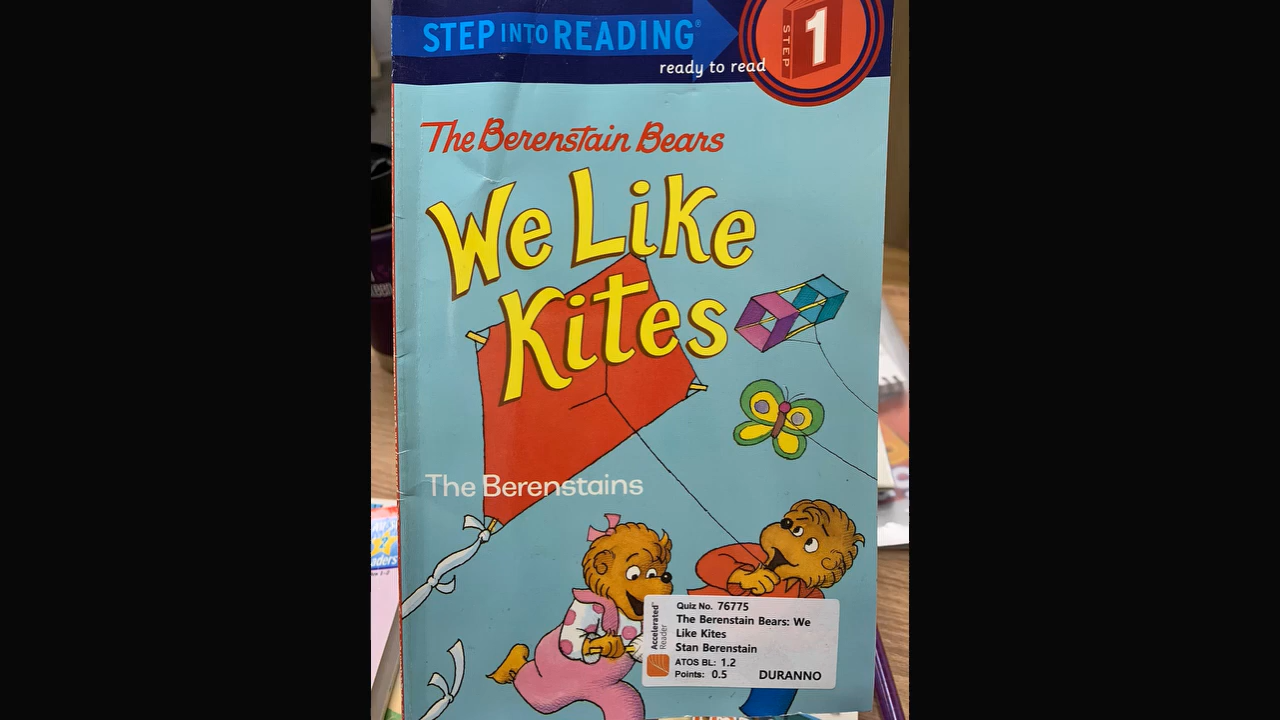 STEP INTO READING®
ready to read
STEP 1
The Berenstain Bears
We Like
Kites
The Berenstains
Accelerated Reader
Quiz No. 76775
The Berenstain Bears: We
Like Kites
Stan Berenstain
ATOS BL: 1.2
Points: 0.5 DURANNO